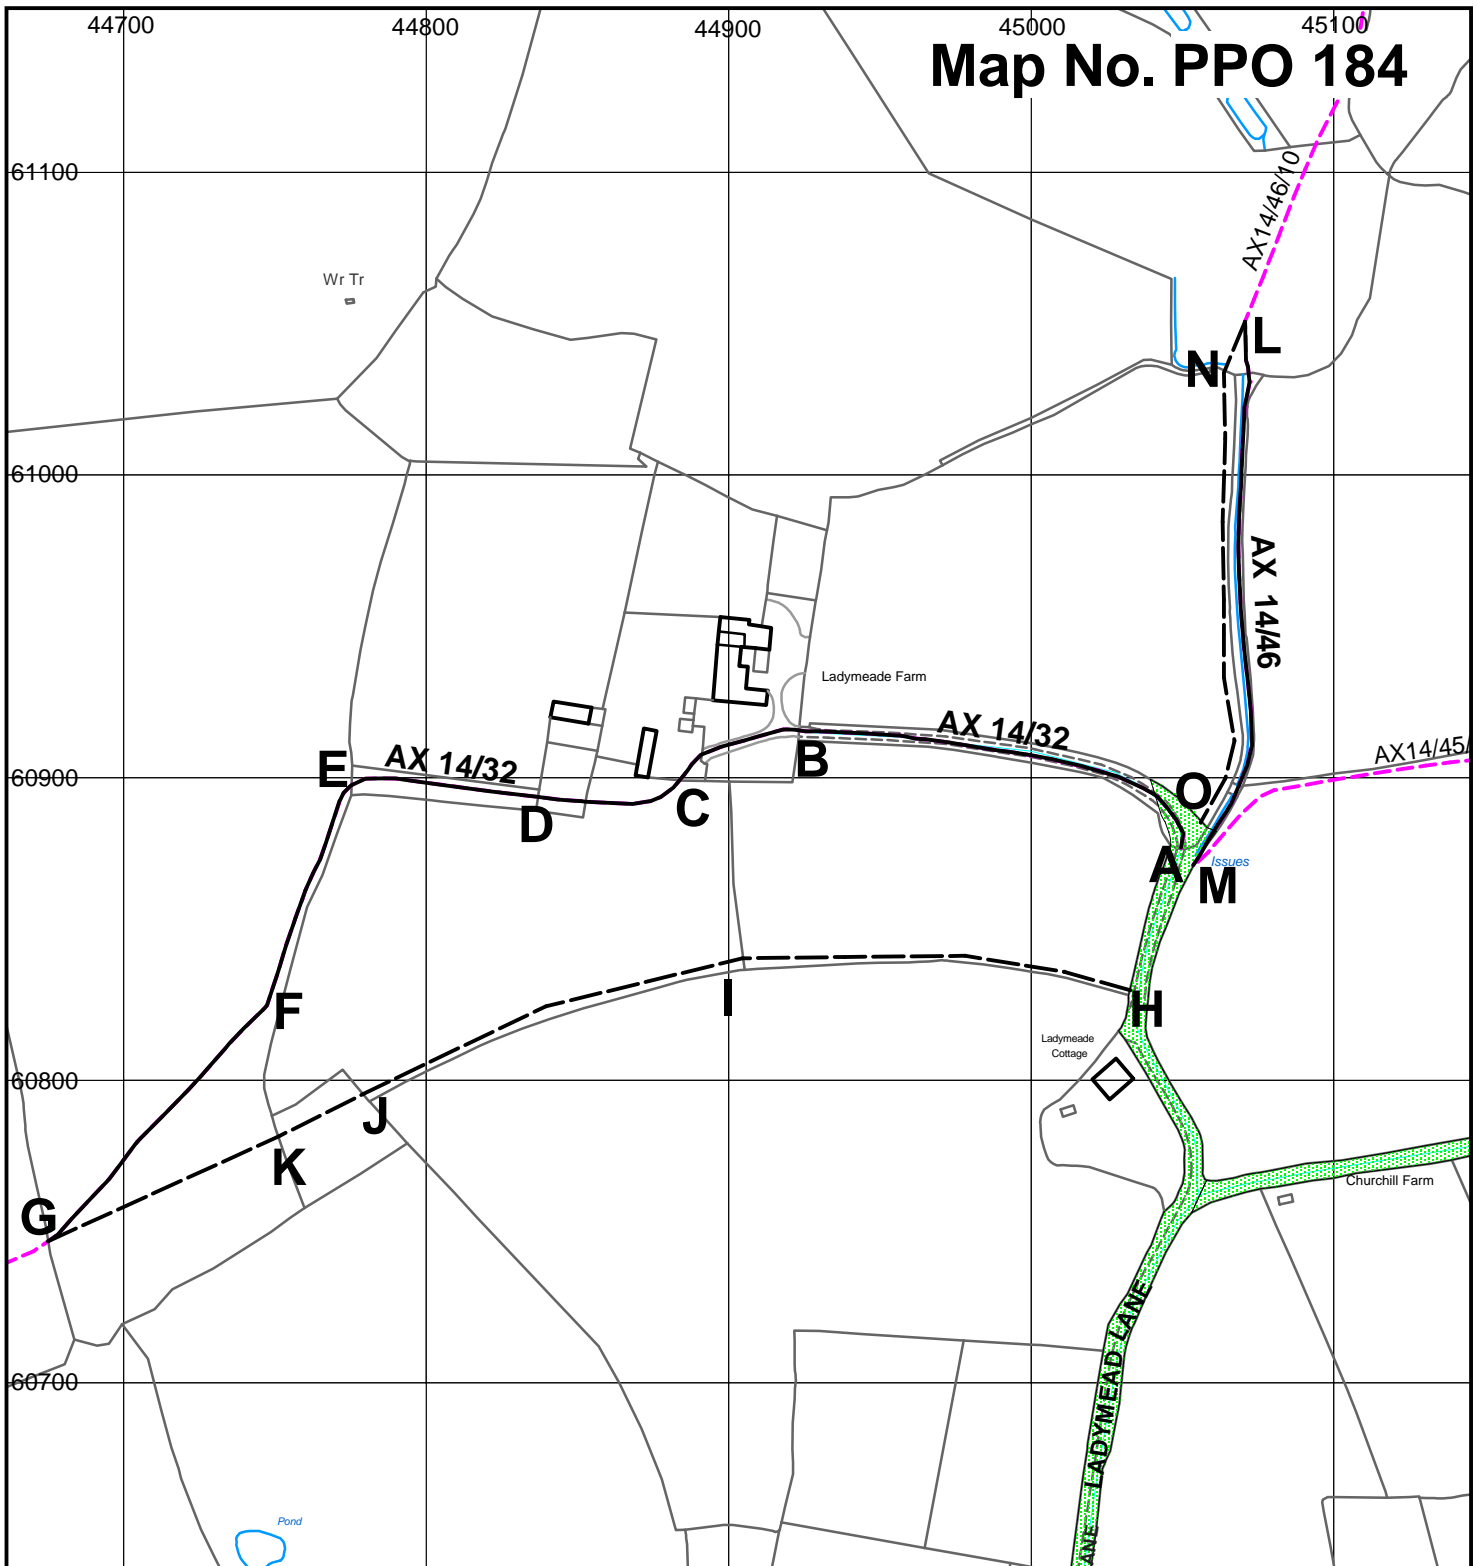 44700
44800
44900
45000
45100
Map No. PPO 184
61100
AX14/46/10
Wr Tr
L
N
61000
AX 14/46
Ladymeade Farm
AX 14/32
B
AX 14/32
AX14/45/
E
60900
C
D
O
A
Issues
M
F
I
H
Ladymeade
Cottage
60800
J
K
Churchill Farm
G
LADYMEAD LANE
60700
ANE
Pond